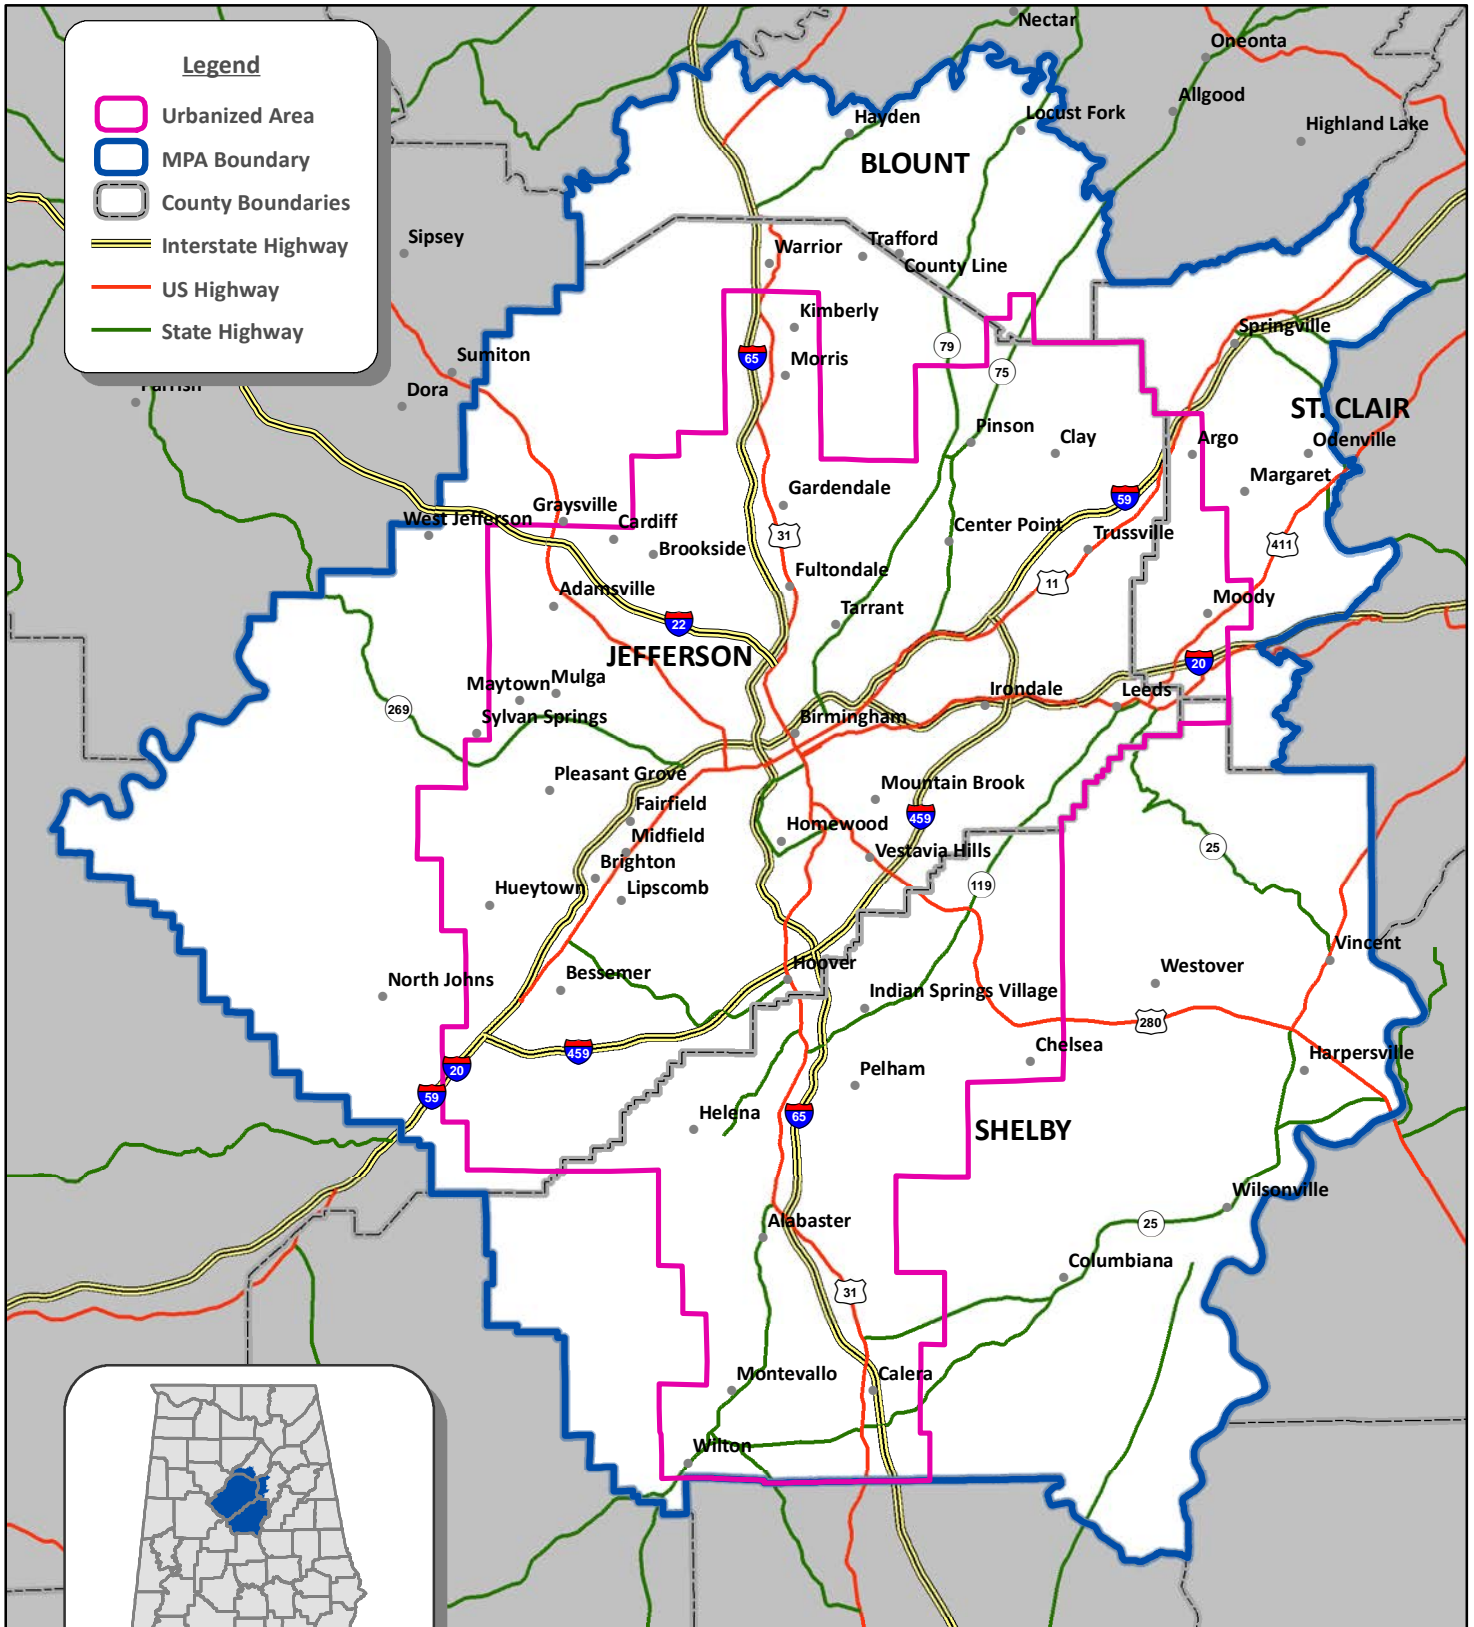 Legend
Urbanized Area
MPA Boundary
County Boundaries
Interstate Highway
US Highway
State Highway
Nectar
Oneonta
Allgood
Highland Lake
Hayden
Locust Fork
BLOUNT
Sipsey
Warrior
Trafford
County Line
Kimberly
Springville
79
65
Morris
75
Sumiton
Dora
Parrish
ST. CLAIR
Pinson
Clay
Argo
Odenville
Margaret
Gardendale
59
Graysville
West Jefferson
Cardiff
Brookside
31
Center Point
Trussville
411
Fultondale
11
Adamsville
Moody
Tarrant
22
JEFFERSON
20
Maytown
Mulga
Irondale
Leeds
269
Sylvan Springs
Birmingham
Pleasant Grove
Mountain Brook
Fairfield
459
Homewood
Midfield
25
Vestavia Hills
Brighton
Hueytown
Lipscomb
119
Vincent
North Johns
Bessemer
Hoover
Westover
Indian Springs Village
280
459
Chelsea
Harpersville
20
Pelham
59
Helena
65
SHELBY
Wilsonville
Alabaster
25
Columbiana
31
Montevallo
Calera
Wilton